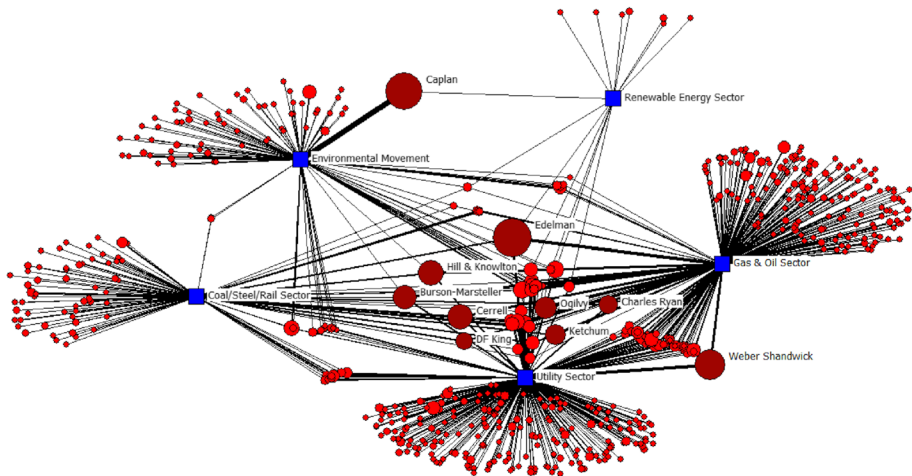 Caplan
Renewable Energy Sector
Environmental Movement
Edelman
Hill & Knowlton
Gas & Oil Sector
Burson-Marsteller
Coal/Steel/Rail Sector
Ogilvy
Charles Ryan
Cerrell
Ketchum
DF King
Weber Shandwick
Utility Sector